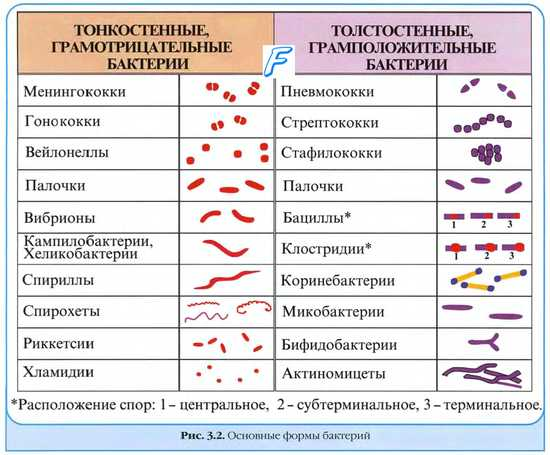 ТОНКОСТЕННЫЕ,
ГРАМОТРИЦАТЕЛЬНЫЕ
БАКТЕРИИ
F
ТОЛСТОСТЕННЫЕ,
ГРАМПОЛОЖИТЕЛЬНЫЕ
БАКТЕРИИ
Менингококки
Пневмококки
Гонококки
Стрептококки
Вейлонеллы
Стафилококки
Палочки
Палочки
Вибрионы
Бациллы*
1 2 3
Кампилобактерии,
Хеликобактерии
Клостридии*
1 2 3
Спириллы
Коринебактерии
Спирохеты
Микобактерии
Риккетсии
Бифидобактерии
Хламидии
Актиномицеты
*Расположение спор: 1 – центральное, 2 – субтерминальное, 3 – терминальное.
Рис. 3.2. Основные формы бактерий